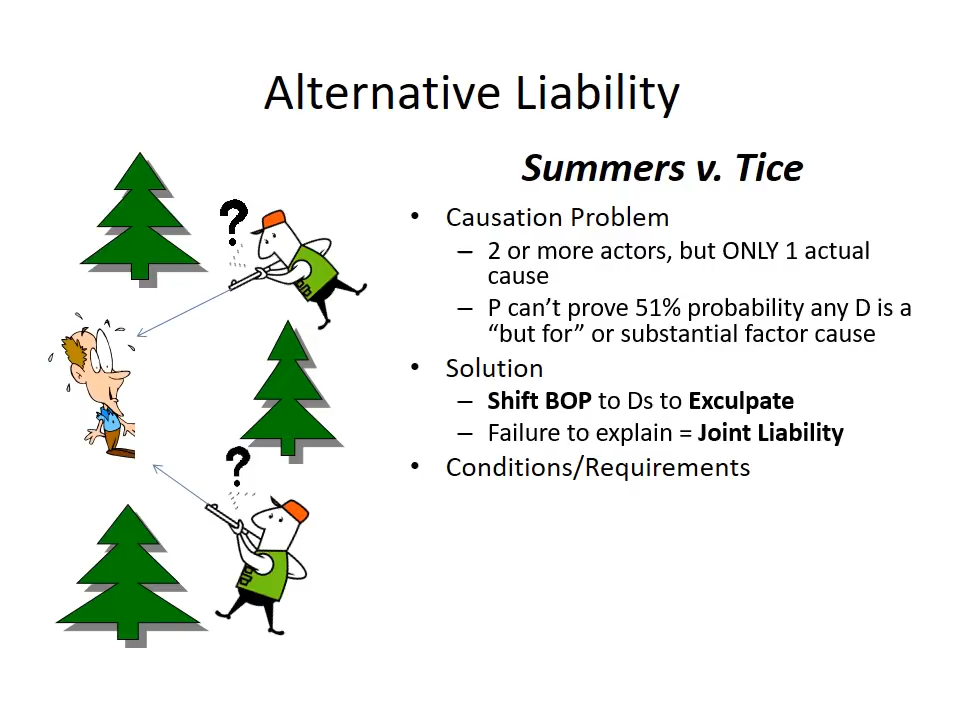 Alternative Liability
Summers v. Tice
• Causation Problem
– 2 or more actors, but ONLY 1 actual
cause
– P can’t prove 51% probability any D is a
“but for” or substantial factor cause
• Solution
– Shift BOP to Ds to Exculpate
– Failure to explain = Joint Liability
• Conditions/Requirements
?
?